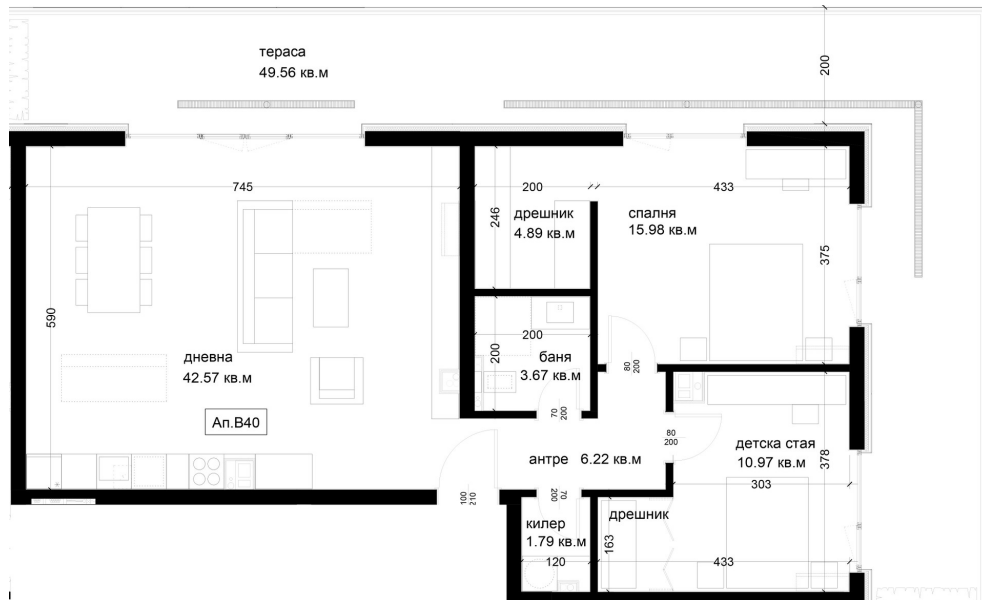 тераса
49.56 кв.м
200
745
200
433
246
дрешник
4.89 кв.м
спалня
15.98 кв.м
375
590
200
200
баня
3.67 кв.м
дневна
42.57 кв.м
80
200
Ап.В40
70
200
80
200
детска стая
10.97 кв.м
378
303
антре 6.22 кв.м
100
210
70
200
килер
1.79 кв.м
120
дрешник
163
433